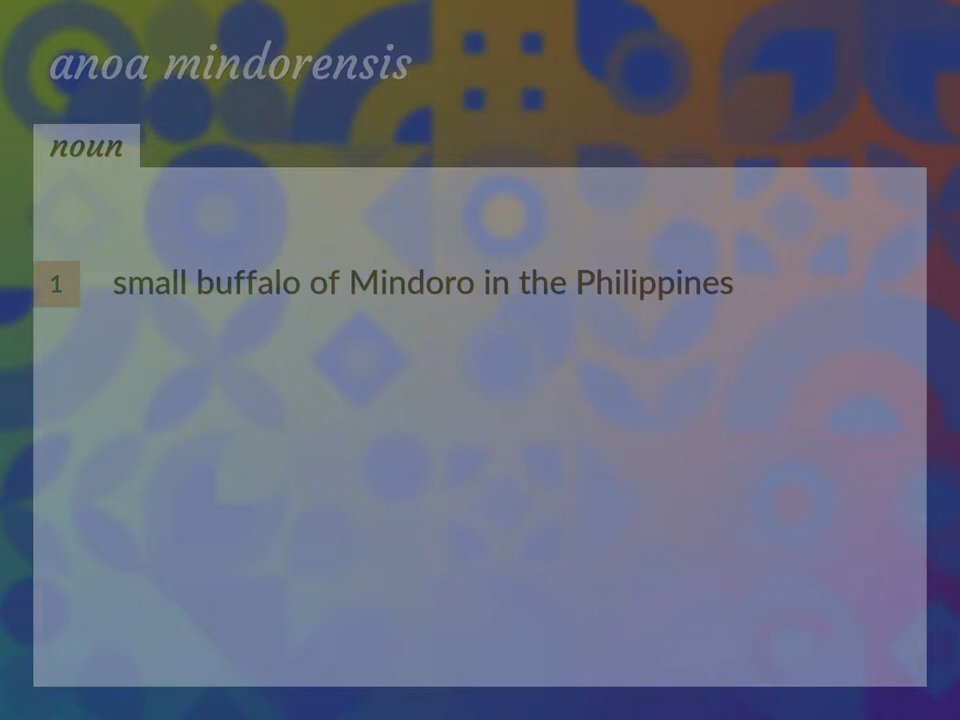 anoa mindorensis
noun
1 small buffalo of Mindoro in the Philippines